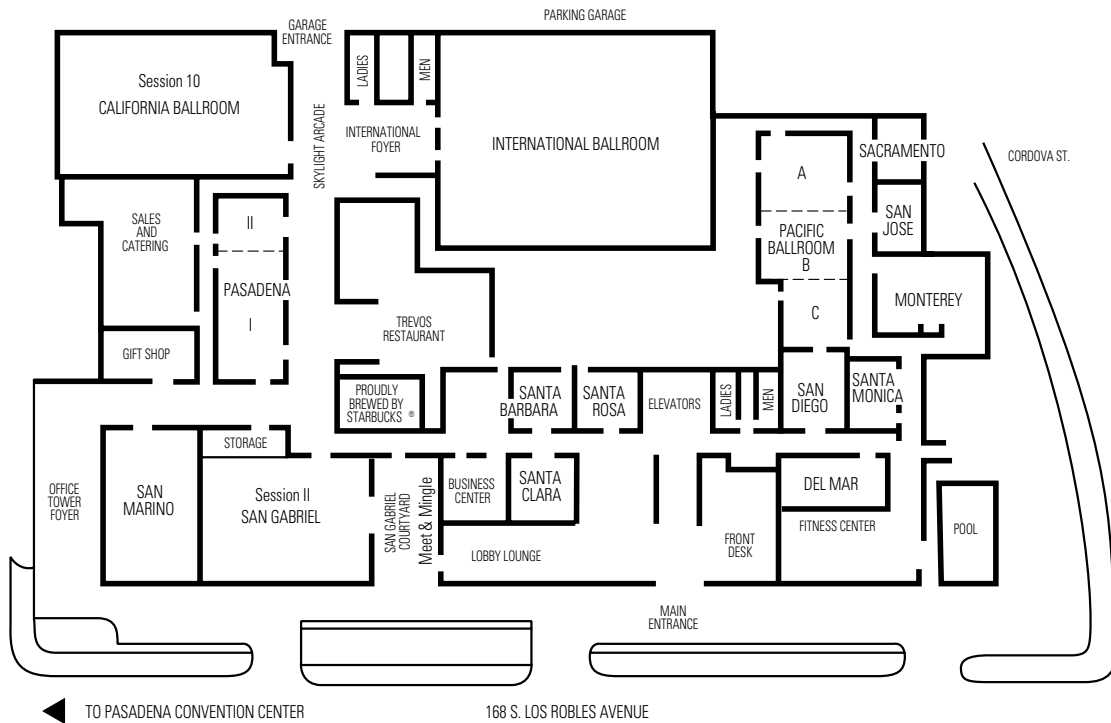 PARKING GARAGE
GARAGE
ENTRANCE
Session 10
CALIFORNIA BALLROOM
LADIES
MEN
SKYLIGHT ARCADE
INTERNATIONAL
FOYER
INTERNATIONAL BALLROOM
A
SACRAMENTO
CORDOVA ST.
SALES
AND
CATERING
II
PASADENA
I
PACIFIC
BALLROOM
B
C
SAN
JOSE
MONTEREY
TREVOS
RESTAURANT
GIFT SHOP
PROUDLY
BREWED BY
STARBUCKS ®
SANTA
BARBARA
SANTA
ROSA
ELEVATORS
LADIES
MEN
SAN
DIEGO
SANTA
MONICA
STORAGE
OFFICE
TOWER
FOYER
SAN
MARINO
Session II
SAN GABRIEL
SAN GABRIEL
COURTYARD
Meet & Mingle
BUSINESS
CENTER
SANTA
CLARA
LOBBY LOUNGE
FRONT
DESK
DEL MAR
FITNESS CENTER
POOL
MAIN
ENTRANCE
TO PASADENA CONVENTION CENTER
168 S. LOS ROBLES AVENUE